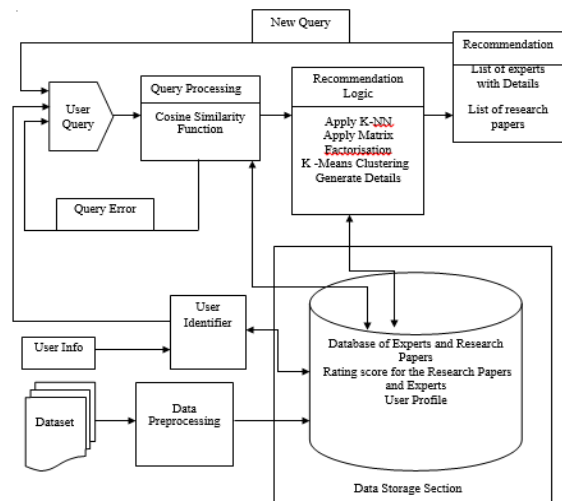 New Query
Recommendation
List of experts
with Details
List of research
papers
User
Query
Query Processing
Cosine Similarity
Function
Recommendation
Logic
Apply K-NN
Apply Matrix
Factorisation
K -Means Clustering
Generate Details
Query Error
User
Identifier
User Info
Dataset
Data
Preprocessing
Database of Experts and Research
Papers
Rating score for the Research Papers
and Experts
User Profile
Data Storage Section